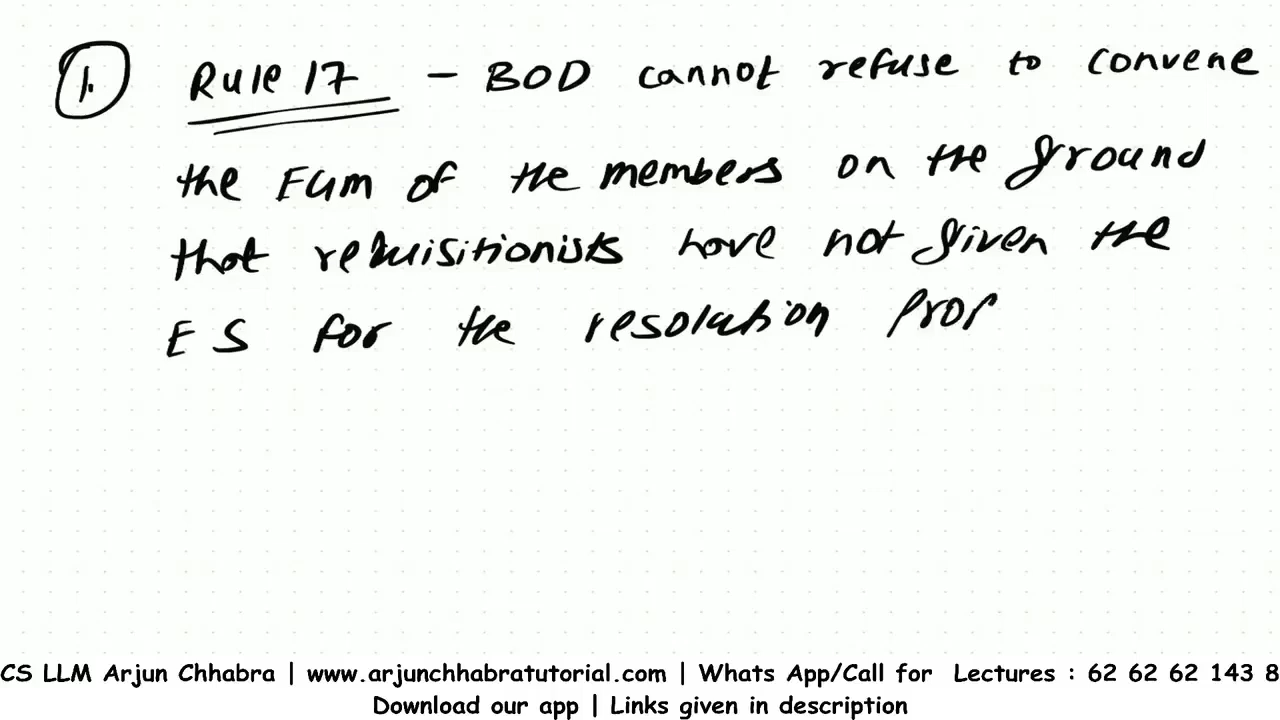 1. Rule 17 - BOD cannot refuse to convene
the EGM of the members on the ground
that requisitionists have not given the
ES for the resolution prop
CS LLM Arjun Chhabra | www.arjunchhabratutorial.com | Whats App/Call for Lectures : 62 62 62 143 8
Download our app | Links given in description